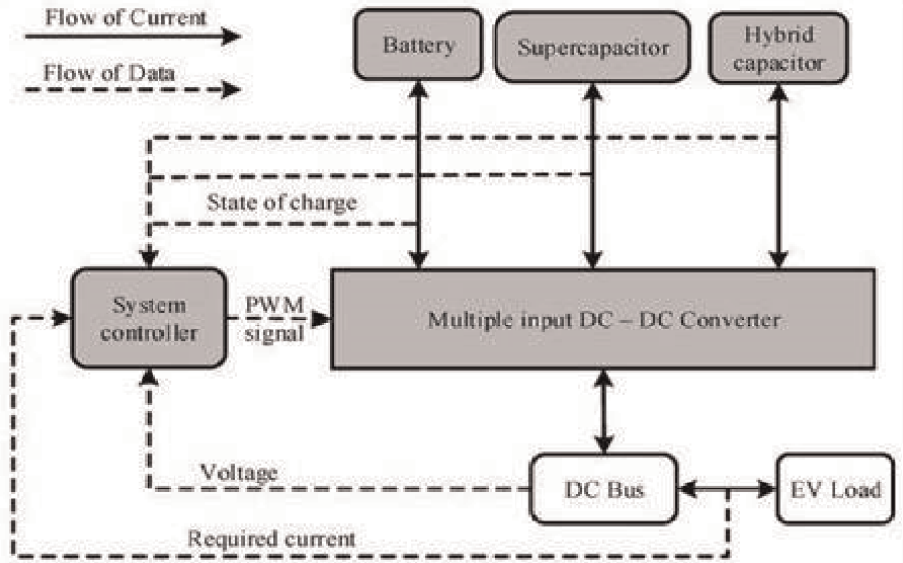 Flow of Current
Flow of Data
Battery
Supercapacitor
Hybrid
capacitor
State of charge
System
controller
PWM
signal
Multiple input DC – DC Converter
Voltage
DC Bus
EV Load
Required current